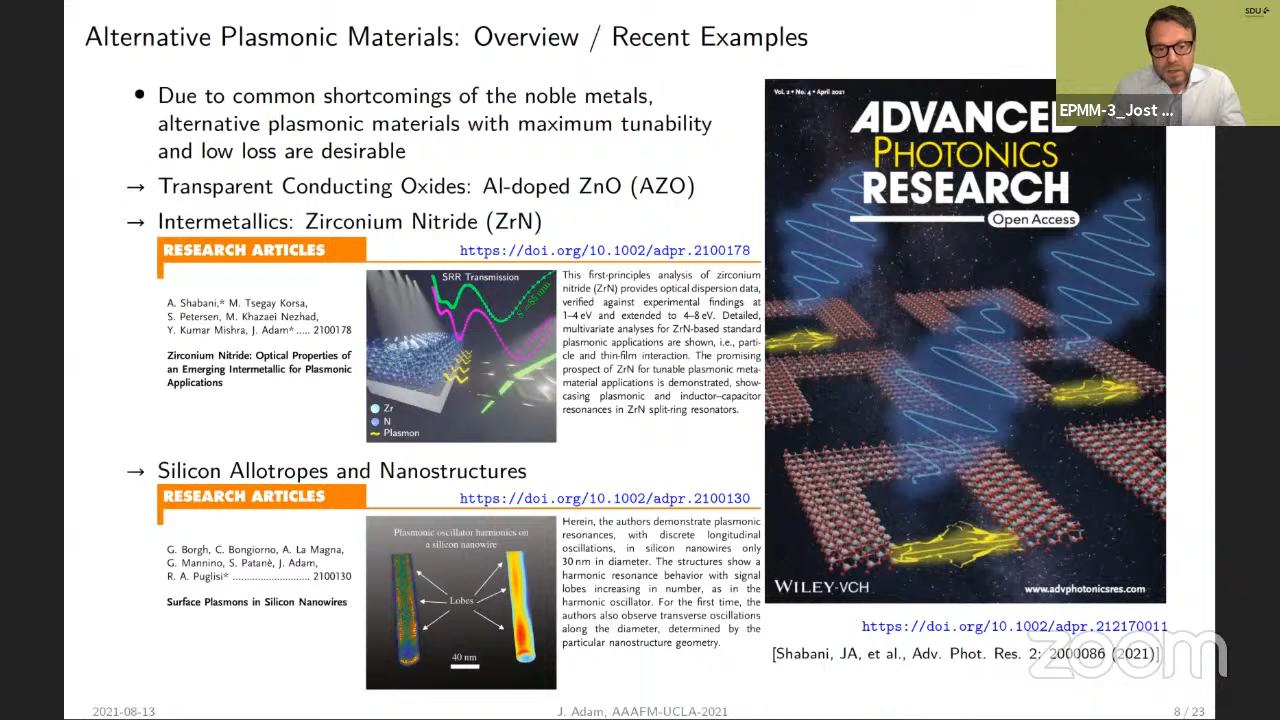 Alternative Plasmonic Materials: Overview / Recent Examples
SDU
EPMM-3_Jost ...
• Due to common shortcomings of the noble metals,
alternative plasmonic materials with maximum tunability
and low loss are desirable
→ Transparent Conducting Oxides: Al-doped ZnO (AZO)
→ Intermetallics: Zirconium Nitride (ZrN)
RESEARCH ARTICLES
https://doi.org/10.1002/adpr.2100178
A. Shabani,* M. Tsegay Korsa,
S. Petersen, M. Khazaei Nezhad,
Y. Kumar Mishra, J. Adam* ..... 2100178
Zirconium Nitride: Optical Properties of
an Emerging Intermetallic for Plasmonic
Applications
SRR Transmission
Zr
N
Plasmon
This first-principles analysis of zirconium
nitride (ZrN) provides optical dispersion data,
verified against experimental findings at
1–4 eV and extended to 4–8 eV. Detailed,
multivariate analyses for ZrN-based standard
plasmonic applications are shown, i.e., parti-
cle and thin-film interaction. The promising
prospect of ZrN for tunable plasmonic meta-
material applications is demonstrated, show-
casing plasmonic and inductor–capacitor
resonances in ZrN split-ring resonators.
→ Silicon Allotropes and Nanostructures
RESEARCH ARTICLES
https://doi.org/10.1002/adpr.2100130
G. Borgh, C. Bongiorno, A. La Magna,
G. Mannino, S. Patanè, J. Adam,
R. A. Puglisi* ........................... 2100130
Surface Plasmons in Silicon Nanowires
Plasmonic oscillator harmonics on
a silicon nanowire
Lobes
40 nm
Herein, the authors demonstrate plasmonic
resonances, with discrete longitudinal
oscillations, in silicon nanowires only
30 nm in diameter. The structures show a
harmonic resonance behavior with signal
lobes increasing in number, as in the
harmonic oscillator. For the first time, the
authors also observe transverse oscillations
along the diameter, determined by the
particular nanostructure geometry.
Vol. 2 • No. 4 • April 2021
ADVANCED
PHOTONICS
RESEARCH
Open Access
WILEY-VCH
www.advphotonicsres.com
https://doi.org/10.1002/adpr.212170011
[Shabani, JA, et al., Adv. Phot. Res. 2: 2000086 (2021)]
zoom
2021-08-13
J. Adam, AAAFM-UCLA-2021
8 / 23